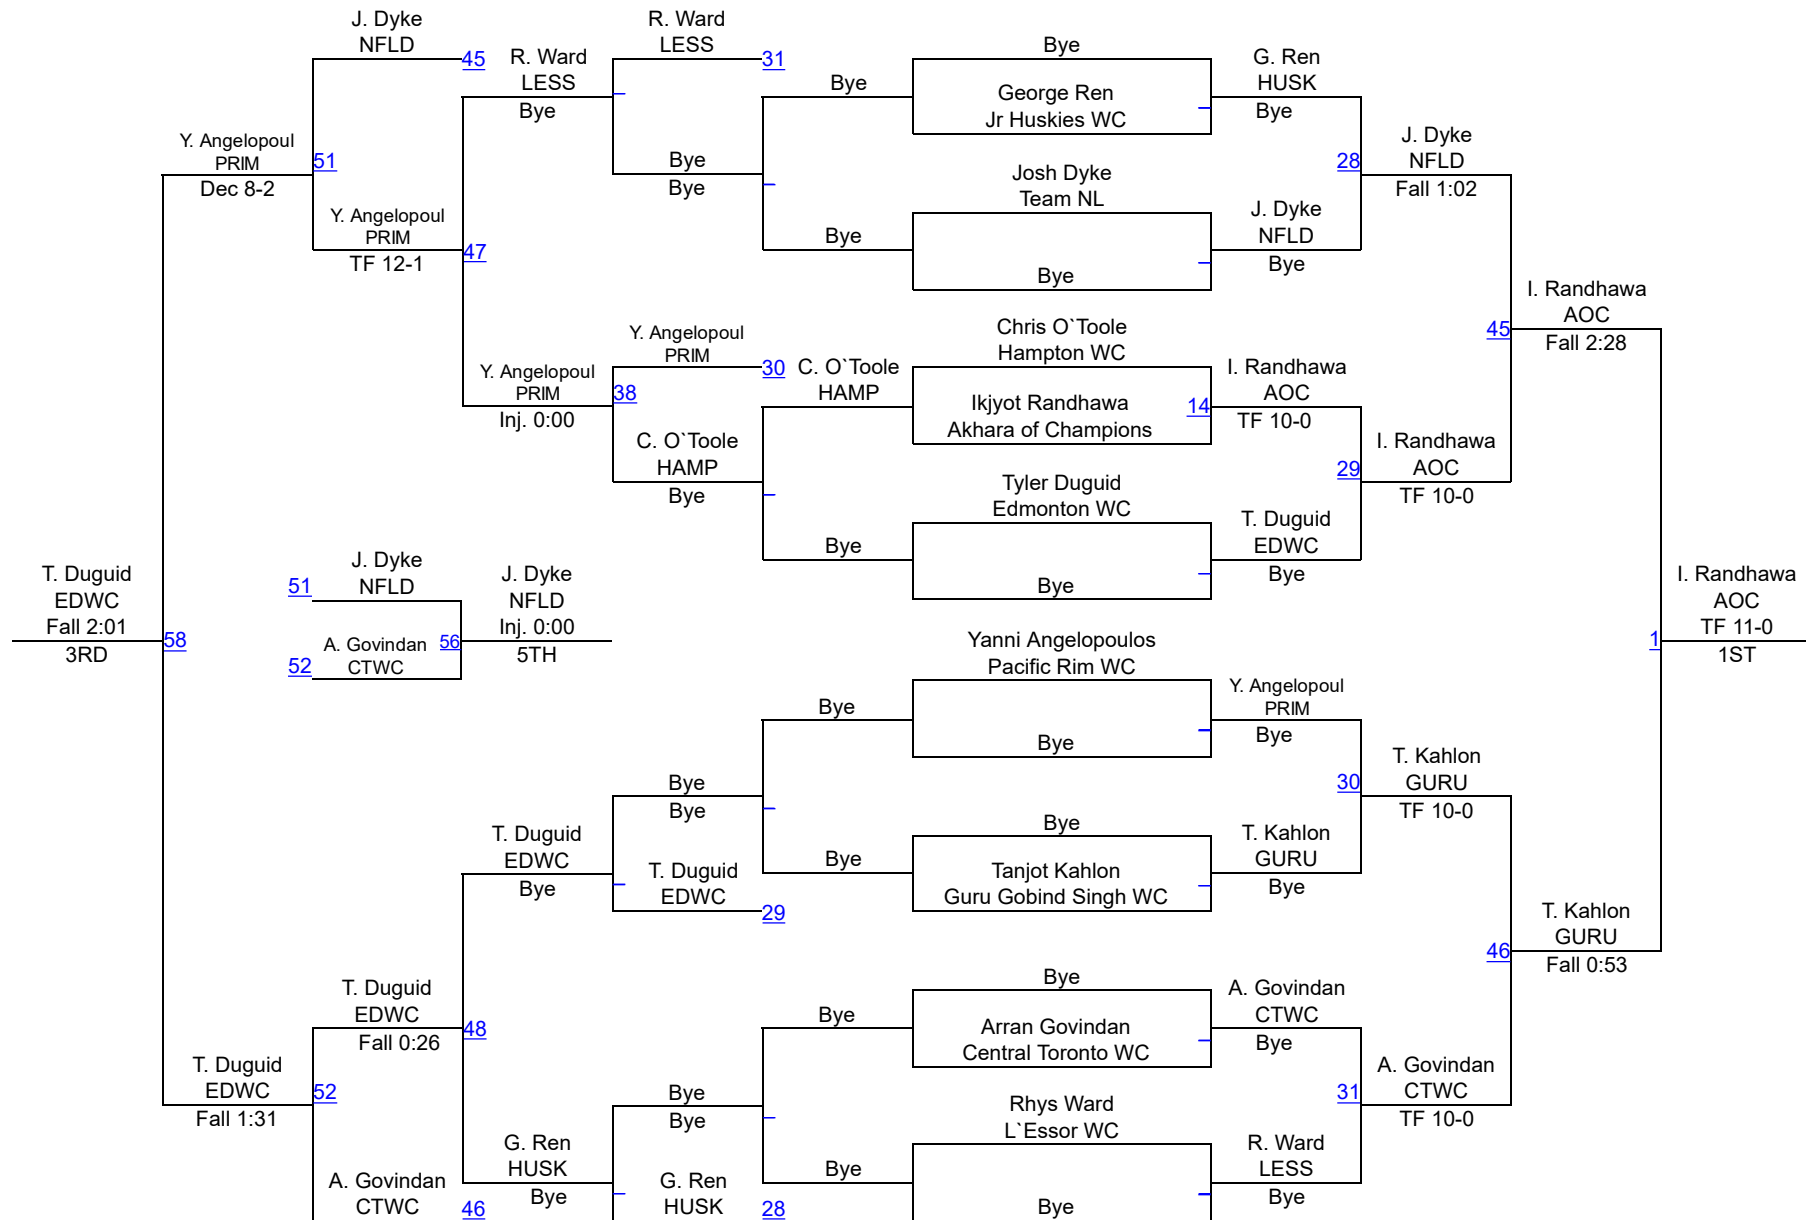 J. Dyke
NFLD
45
R. Ward
LESS
Bye
R. Ward
LESS
31
Bye
Bye
George Ren
Jr Huskies WC
G. Ren
HUSK
Bye
Y. Angelopoul
PRIM
Dec 8-2
51
Bye
Bye
Josh Dyke
Team NL
28
J. Dyke
NFLD
Fall 1:02
Y. Angelopoul
PRIM
TF 12-1
47
Bye
Bye
J. Dyke
NFLD
Bye
I. Randhawa
AOC
Fall 2:28
45
Y. Angelopoul
PRIM
Inj. 0:00
38
Y. Angelopoul
PRIM
30
C. O`Toole
HAMP
Chris O`Toole
Hampton WC
Ikjyot Randhawa
Akhara of Champions
14
I. Randhawa
AOC
TF 10-0
C. O`Toole
HAMP
Bye
29
I. Randhawa
AOC
TF 10-0
Tyler Duguid
Edmonton WC
Bye
Bye
T. Duguid
EDWC
Bye
T. Duguid
EDWC
Fall 2:01
3RD
58
51
J. Dyke
NFLD
52
A. Govindan
CTWC
56
J. Dyke
NFLD
Inj. 0:00
5TH
I. Randhawa
AOC
TF 11-0
1ST
1
Yanni Angelopoulos
Pacific Rim WC
Bye
Bye
Y. Angelopoul
PRIM
Bye
Bye
Bye
30
T. Kahlon
GURU
TF 10-0
T. Duguid
EDWC
Bye
T. Duguid
EDWC
29
Bye
Bye
Tanjot Kahlon
Guru Gobind Singh WC
T. Kahlon
GURU
Bye
46
T. Kahlon
GURU
Fall 0:53
T. Duguid
EDWC
Fall 0:26
48
Bye
Bye
Arran Govindan
Central Toronto WC
A. Govindan
CTWC
Bye
T. Duguid
EDWC
Fall 1:31
52
Bye
Bye
31
A. Govindan
CTWC
TF 10-0
Rhys Ward
L`Essor WC
A. Govindan
CTWC
46
G. Ren
HUSK
Bye
G. Ren
HUSK
28
Bye
Bye
R. Ward
LESS
Bye